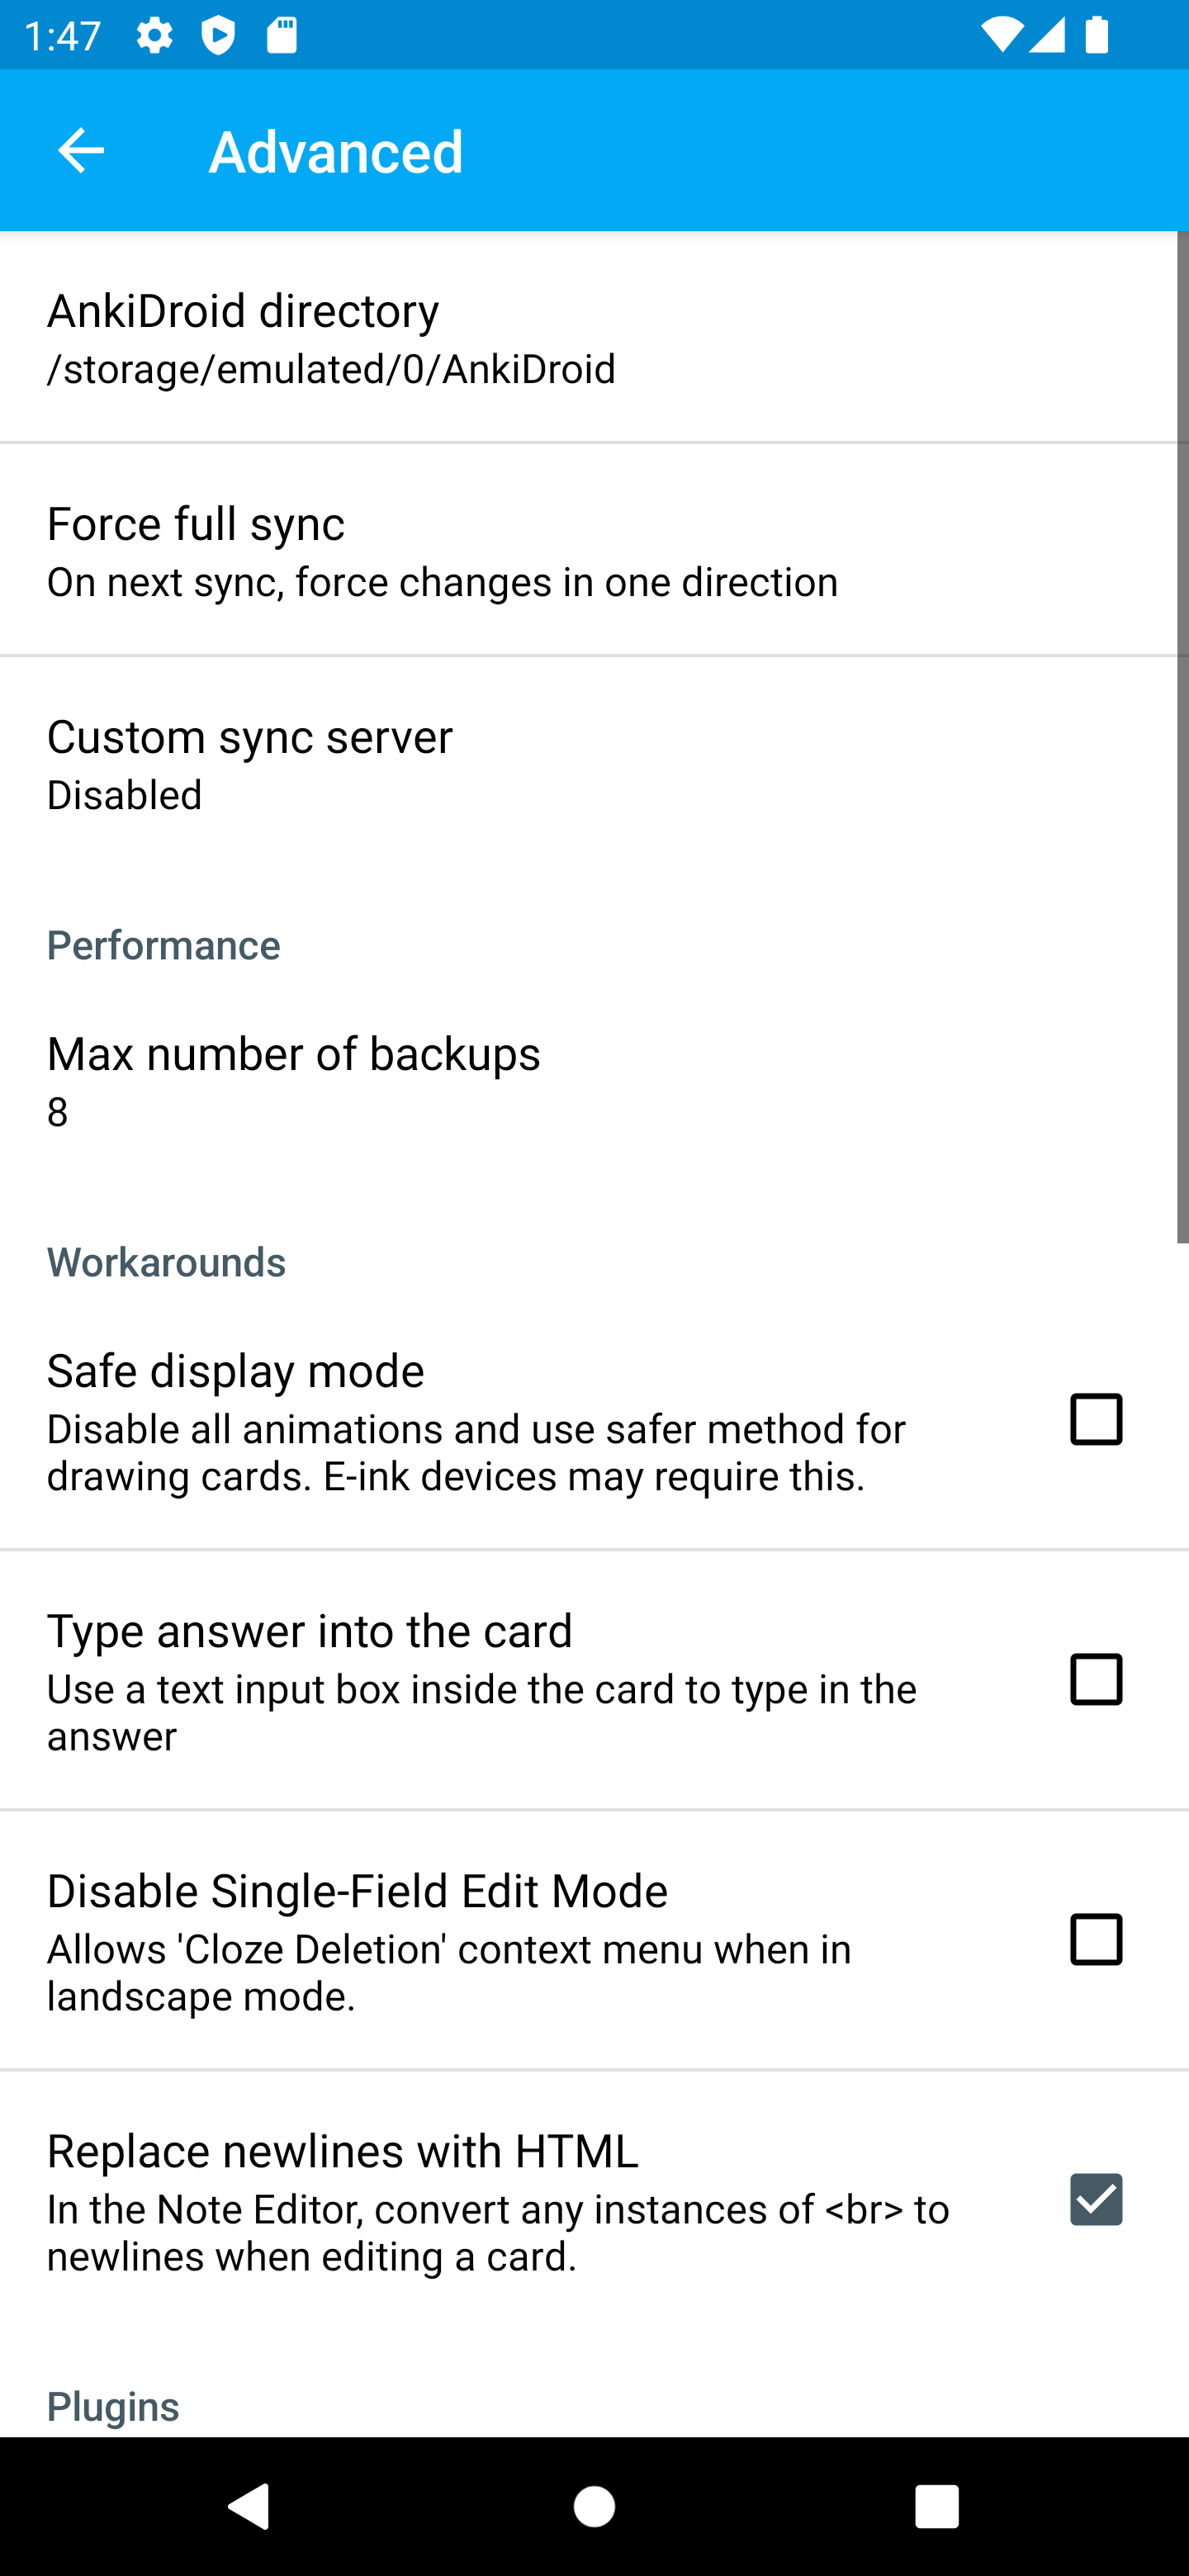 1:47
Advanced
AnkiDroid directory
/storage/emulated/0/AnkiDroid
Force full sync
On next sync, force changes in one direction
Custom sync server
Disabled
Performance
Max number of backups
8
Workarounds
Safe display mode
Disable all animations and use safer method for
drawing cards. E-ink devices may require this.
Type answer into the card
Use a text input box inside the card to type in the
answer
Disable Single-Field Edit Mode
Allows 'Cloze Deletion' context menu when in
landscape mode.
Replace newlines with HTML
In the Note Editor, convert any instances of <br> to
newlines when editing a card.
Plugins